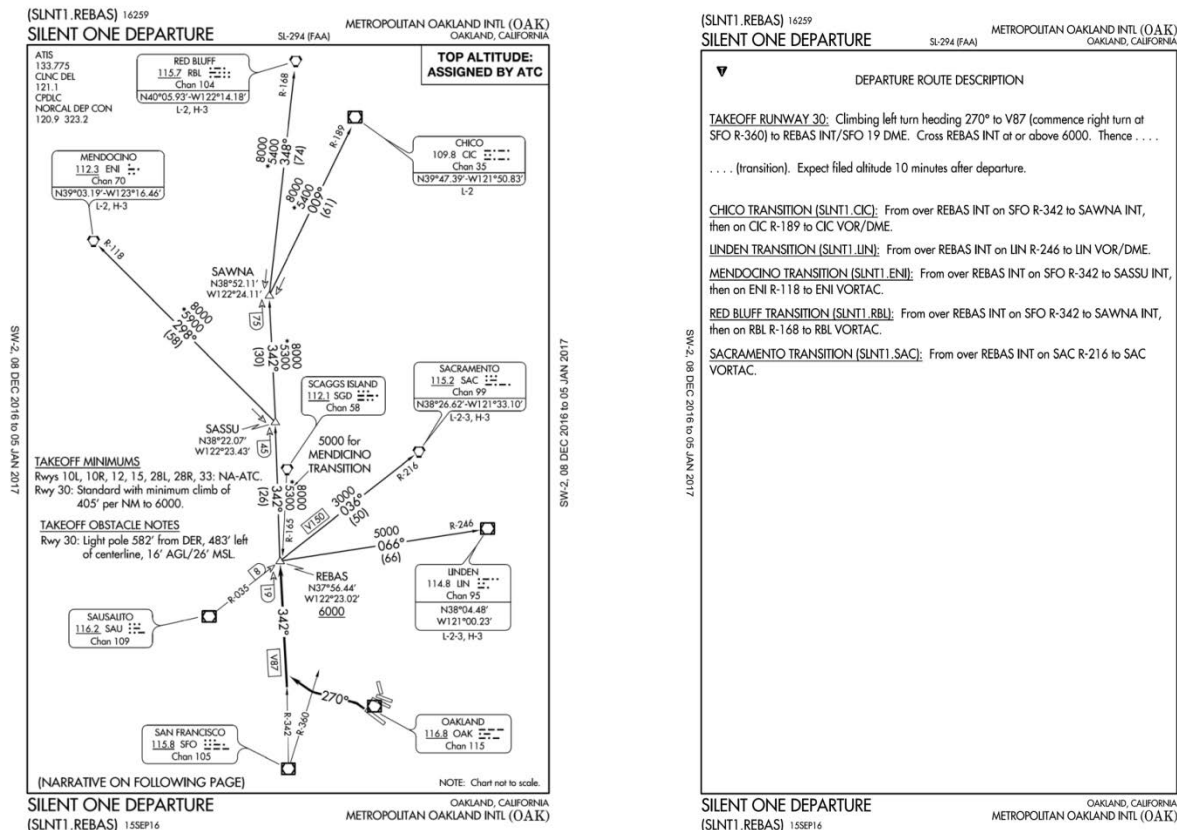 (SLNT1.REBAS) 16259
SILENT ONE DEPARTURE
SL-294 (FAA)
METROPOLITAN OAKLAND INTL (OAK)
OAKLAND, CALIFORNIA
ATIS
133.775
CLNC DEL
121.1
CPDLC
NORCAL DEP CON
120.9 323.2
RED BLUFF
115.7 RBL
Chan 104
N40°05.93'-W122°14.18'
L-2, H-3
TOP ALTITUDE:
ASSIGNED BY ATC
R-168
R-189
CHICO
109.8 CIC
Chan 35
N39°47.39'-W121°50.83'
L-2
MENDOCINO
112.3 ENI
Chan 70
N39°03.19'-W123°16.46'
L-2, H-3
8000
*5400
348°
(74)
8000
*5400
009°
(61)
R-118
8000
*5900
298°
(58)
SAWNA
N38°52.11'
W122°24.11'
75
8000
*5300
342°
(30)
SACRAMENTO
115.2 SAC
Chan 99
N38°26.62'-W121°33.10'
L-2-3, H-3
SCAGGS ISLAND
112.1 SGD
Chan 58
SASSU
N38°22.07'
W122°23.43'
45
5000 for
MENDICINO
TRANSITION
R-216
TAKEOFF MINIMUMS
Rwys 10L, 10R, 12, 15, 28L, 28R, 33: NA-ATC.
Rwy 30: Standard with minimum climb of
405' per NM to 6000.
TAKEOFF OBSTACLE NOTES
Rwy 30: Light pole 582' from DER, 483' left
of centerline, 16' AGL/26' MSL.
8000
*5300
342°
(26)
R-165
V150
3000
036°
(50)
5000
066°
(66)
R-246
LINDEN
114.8 LIN
Chan 95
N38°04.48'
W121°00.23'
L-2-3, H-3
REBAS
N37°56.44'
W122°23.02'
6000
8
19
R-035
SAUSALITO
116.2 SAU
Chan 109
342°
V87
270°
R-342
R-360
OAKLAND
116.8 OAK
Chan 115
SAN FRANCISCO
115.8 SFO
Chan 105
(NARRATIVE ON FOLLOWING PAGE)
NOTE: Chart not to scale.
SILENT ONE DEPARTURE
(SLNT1.REBAS) 15SEP16
OAKLAND, CALIFORNIA
METROPOLITAN OAKLAND INTL (OAK)
SW-2, 08 DEC 2016 to 05 JAN 2017
SW-2, 08 DEC 2016 to 05 JAN 2017
(SLNT1.REBAS) 16259
SILENT ONE DEPARTURE
SL-294 (FAA)
METROPOLITAN OAKLAND INTL (OAK)
OAKLAND, CALIFORNIA
T
DEPARTURE ROUTE DESCRIPTION
TAKEOFF RUNWAY 30: Climbing left turn heading 270° to V87 (commence right turn at
SFO R-360) to REBAS INT/SFO 19 DME. Cross REBAS INT at or above 6000. Thence . . . .
. . . . (transition). Expect filed altitude 10 minutes after departure.
CHICO TRANSITION (SLNT1.CIC): From over REBAS INT on SFO R-342 to SAWNA INT,
then on CIC R-189 to CIC VOR/DME.
LINDEN TRANSITION (SLNT1.LIN): From over REBAS INT on LIN R-246 to LIN VOR/DME.
MENDOCINO TRANSITION (SLNT1.ENI): From over REBAS INT on SFO R-342 to SASSU INT,
then on ENI R-118 to ENI VORTAC.
RED BLUFF TRANSITION (SLNT1.RBL): From over REBAS INT on SFO R-342 to SAWNA INT,
then on RBL R-168 to RBL VORTAC.
SACRAMENTO TRANSITION (SLNT1.SAC): From over REBAS INT on SAC R-216 to SAC
VORTAC.
SW-2, 08 DEC 2016 to 05 JAN 2017
SILENT ONE DEPARTURE
(SLNT1.REBAS) 15SEP16
OAKLAND, CALIFORNIA
METROPOLITAN OAKLAND INTL (OAK)